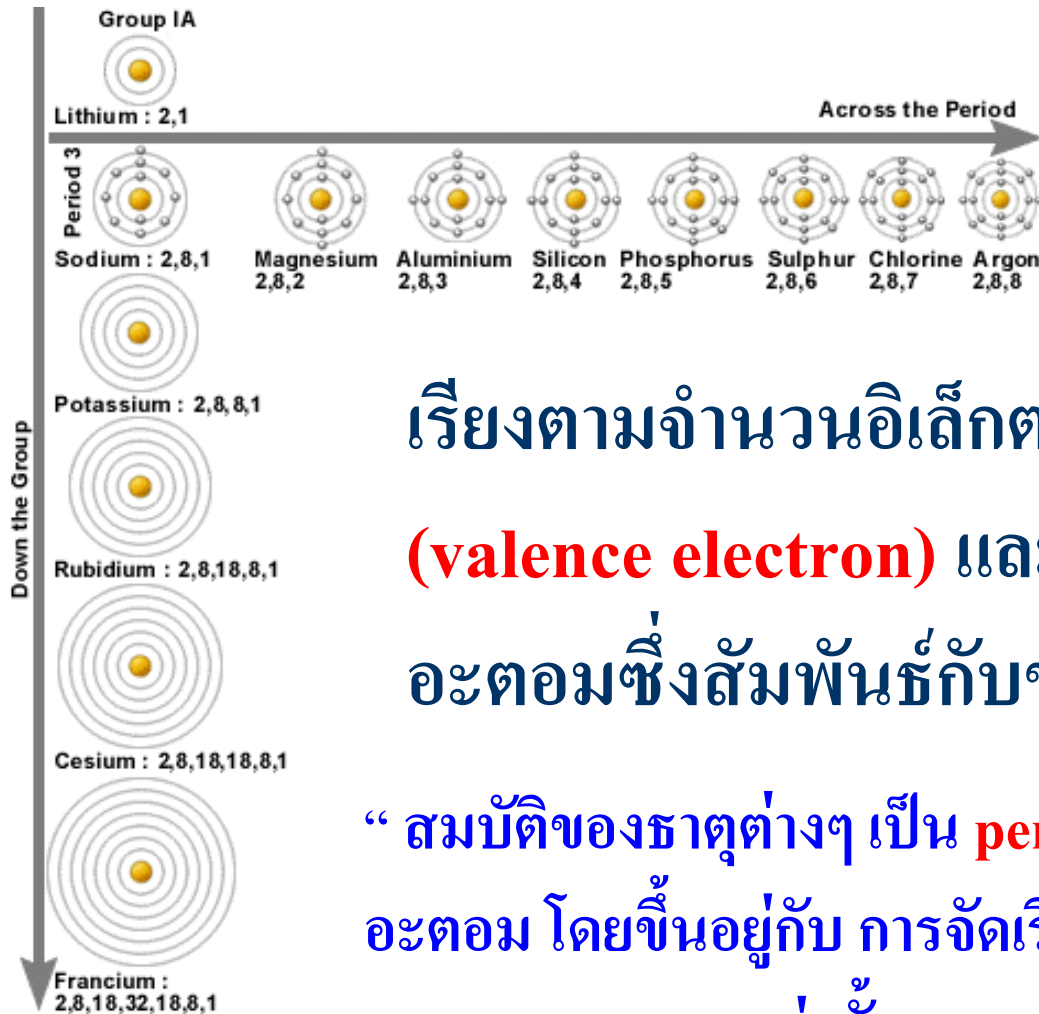 Group IA
Lithium : 2,1
Across the Period
Period 3
Sodium : 2,8,1
Magnesium
2,8,2
Aluminium
2,8,3
Silicon
2,8,4
Phosphorus
2,8,5
Sulphur
2,8,6
Chlorine
2,8,7
Argon
2,8,8
Potassium : 2,8,8,1
Down the Group
Rubidium : 2,8,18,8,1
Cesium : 2,8,18,18,8,1
Francium :
2,8,18,32,18,8,1
เรียงตามจำนวนอิเล็กต
(valence electron) และ
อะตอมซึ่งสัมพันธ์กับ
“ สมบัติของธาตุต่างๆ เป็น per
อะตอม โดยขึ้นอยู่กับ การจัดเรี